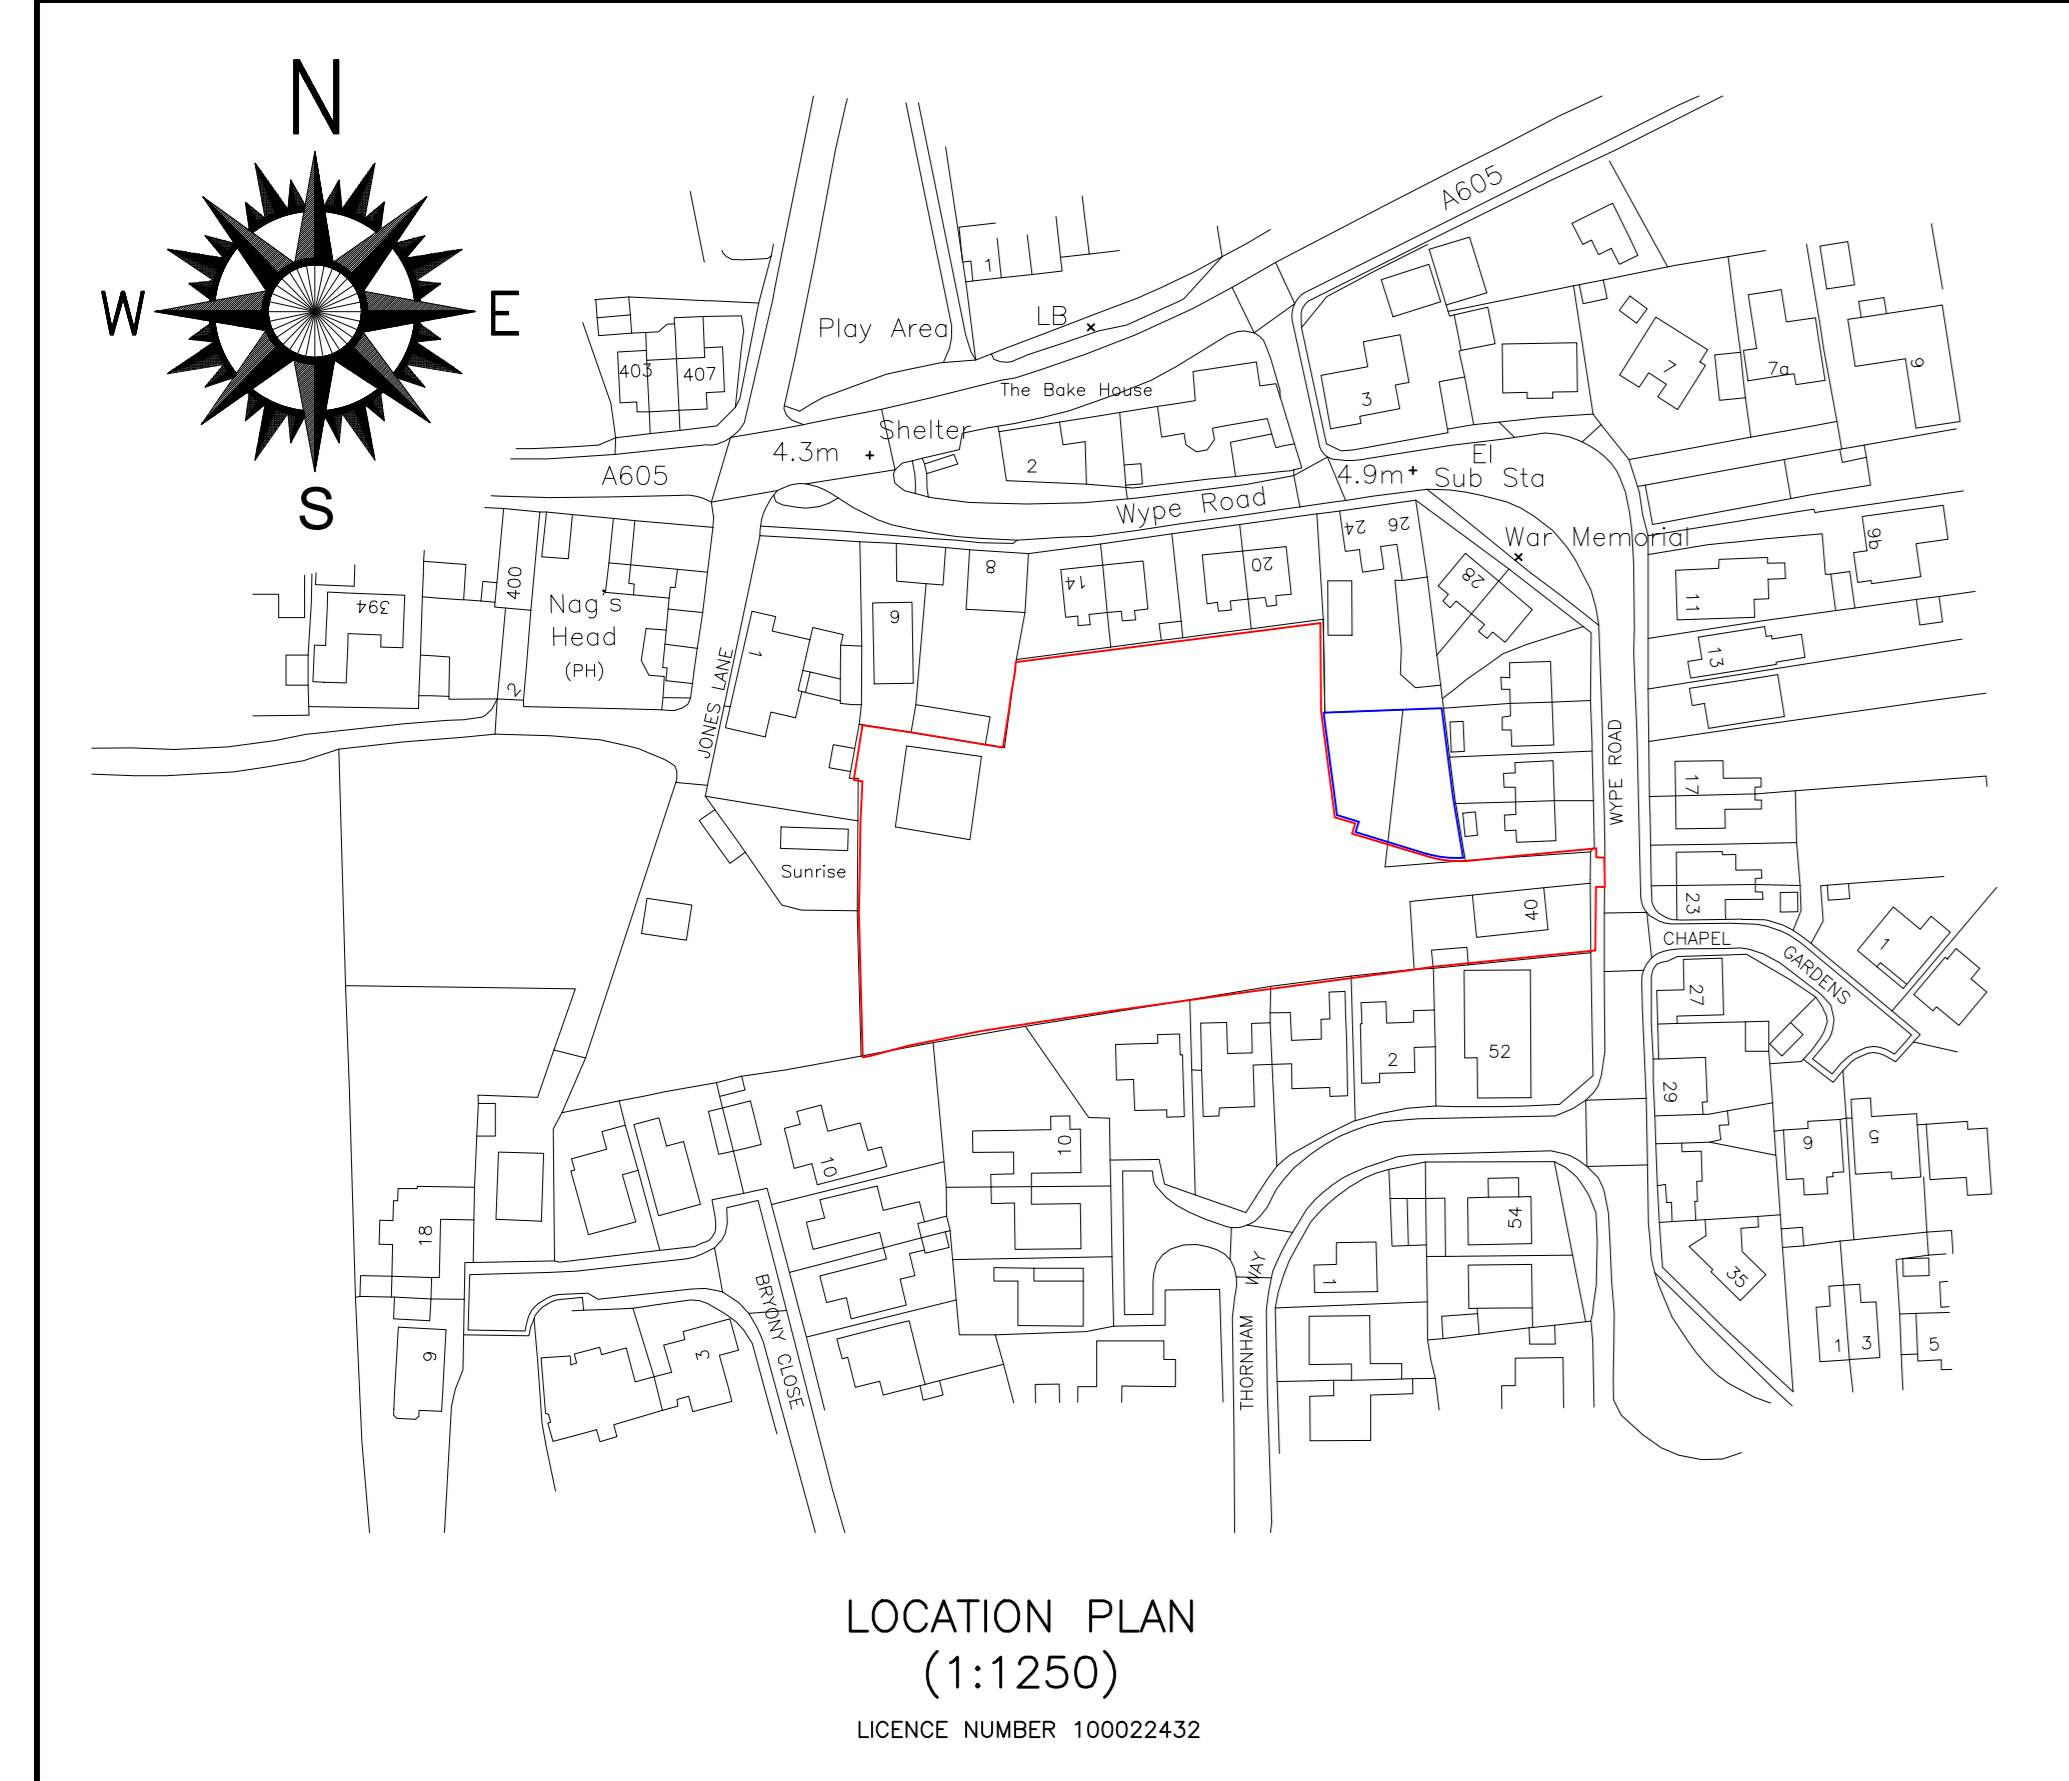 N
W
E
S
A605
1
Play Area
LB
403
407
The Bake House
3
7
7a
9
Shelter
4.3m
A605
2
El
4.9m
Sub Sta
Wype Road
24
26
War Memorial
9b
400
394
Nag's
Head
(PH)
2
8
14
20
28
11
6
1
JONES LANE
13
WYPE ROAD
17
Sunrise
23
40
CHAPEL
GARDENS
1
27
52
2
29
10
10
6
5
18
54
35
WAY
1
BRYONY CLOSE
THORNHAM
9
3
1
3
5
LOCATION PLAN
(1:1250)
LICENCE NUMBER 100022432